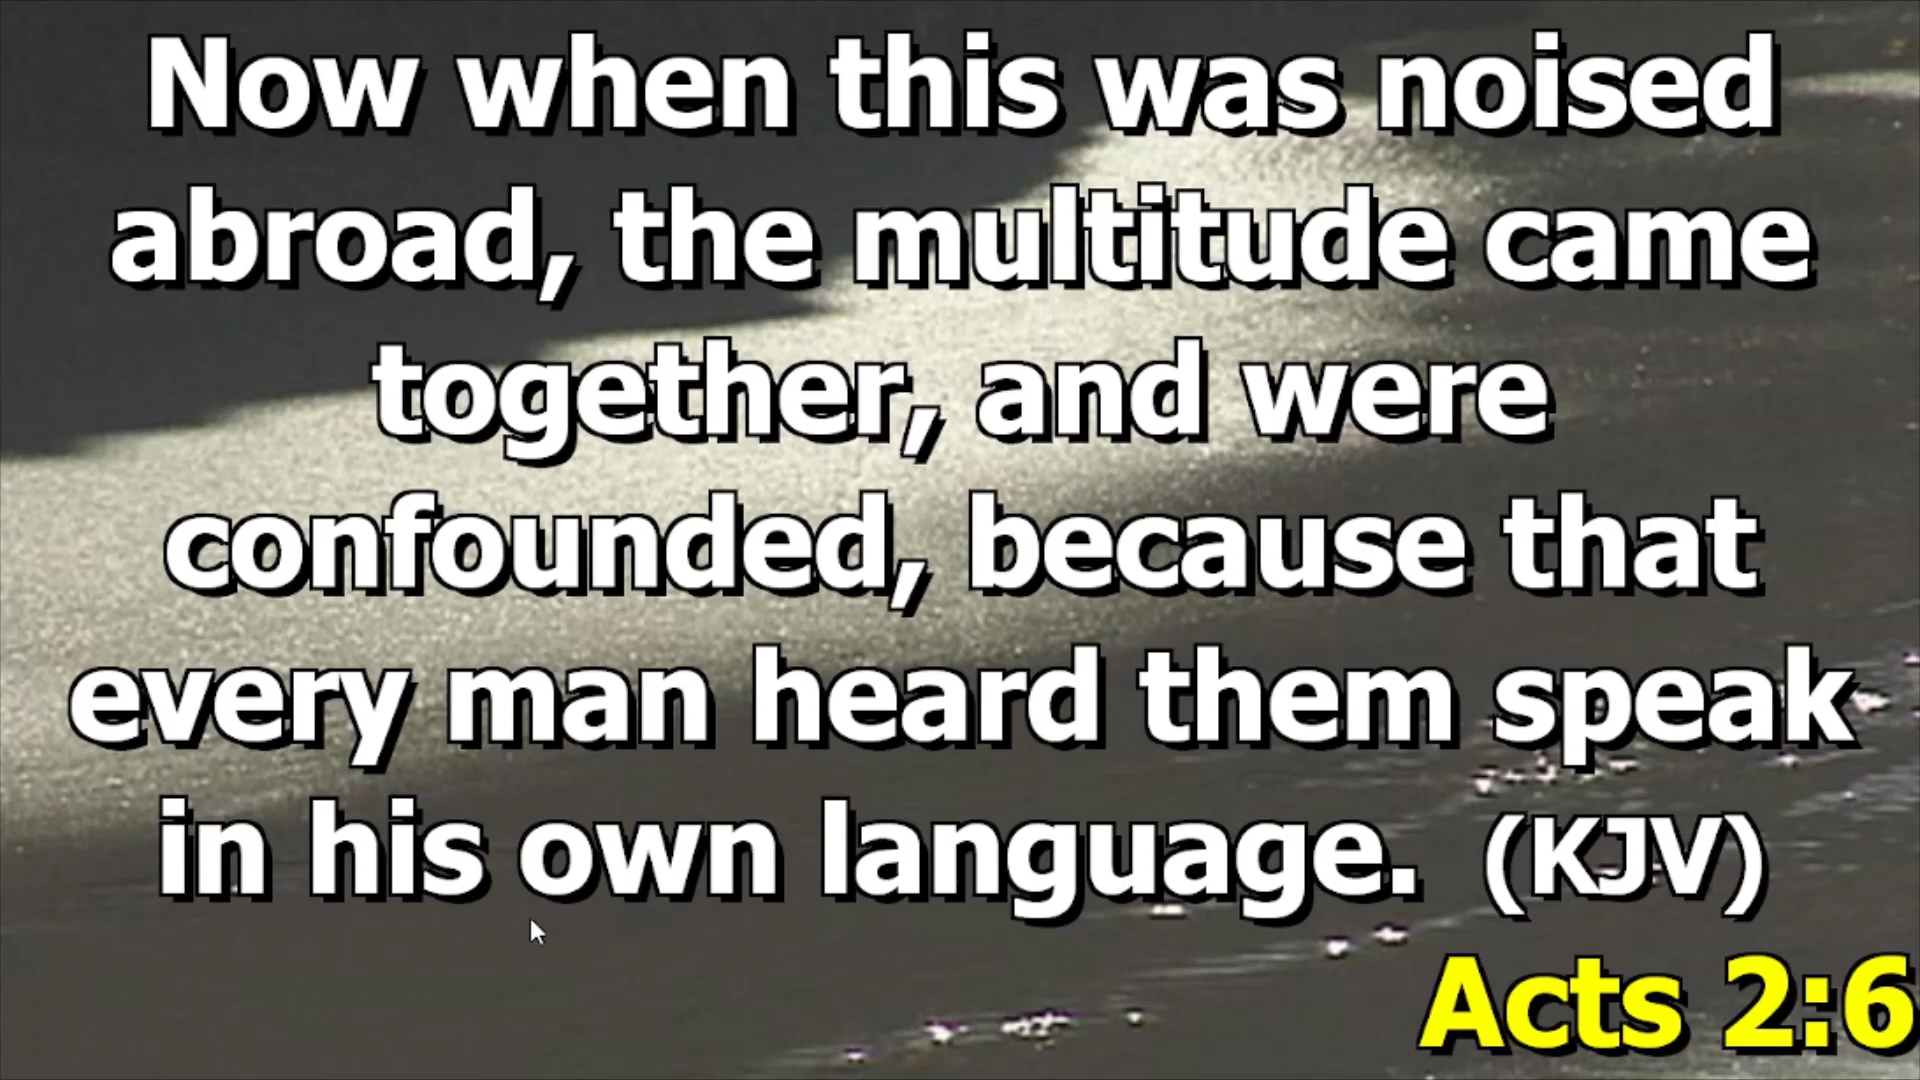 Now when this was noised
abroad, the multitude came
together, and were
confounded, because that
every man heard them speak
in his own language. (KJV)
Acts 2:6